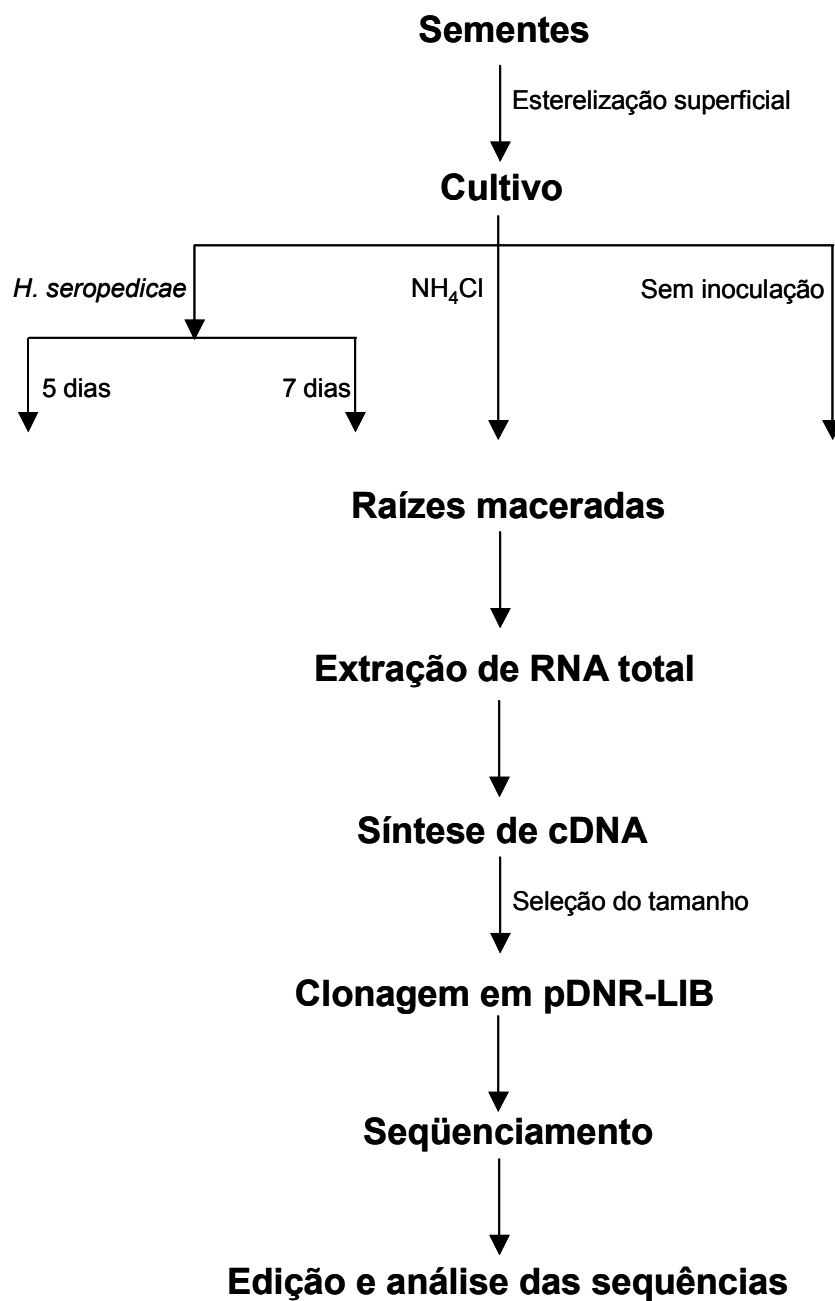 Sementes
Esterelização superficial
Cultivo
H. seropedicae
NH₄Cl
Sem inoculação
5 dias
7 dias
Raízes maceradas
Extração de RNA total
Síntese de cDNA
Seleção do tamanho
Clonagem em pDNR-LIB
Seqüenciamento
Edição e análise das sequências